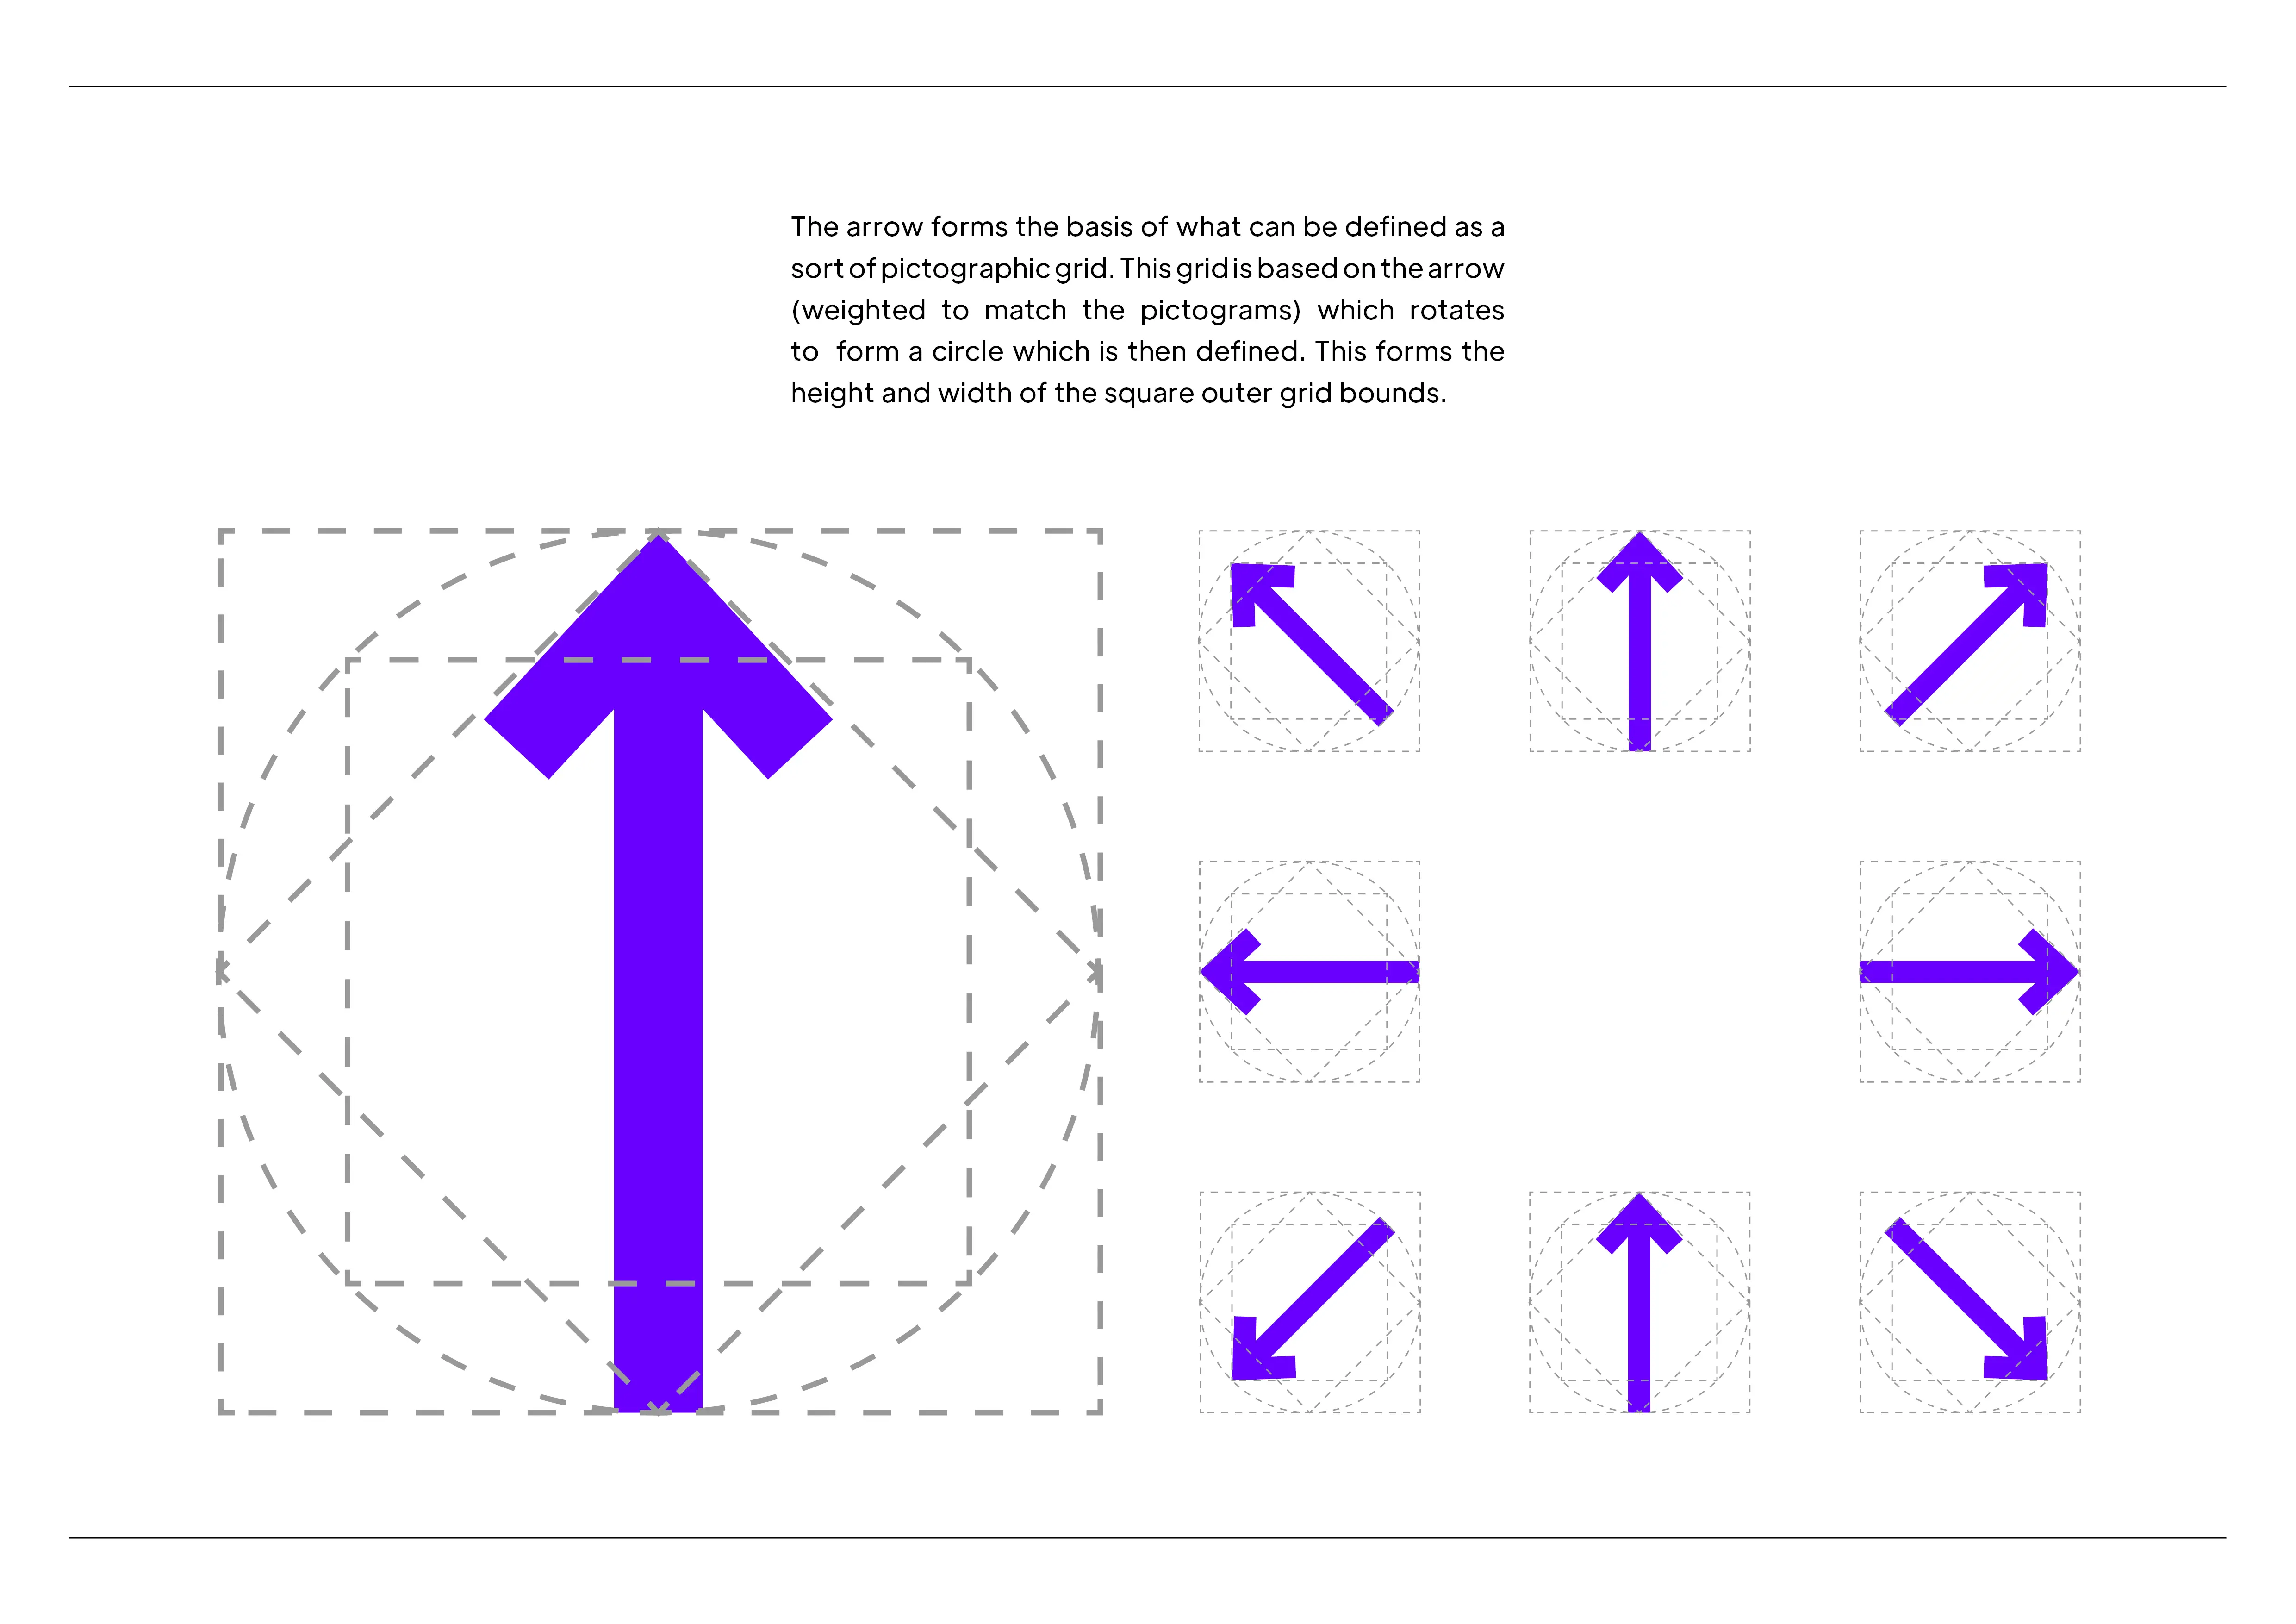 The arrow forms the basis of what can be defined as a
sort of pictographic grid. This grid is based on the arrow
(weighted to match the pictograms) which rotates
to form a circle which is then defined. This forms the
height and width of the square outer grid bounds.